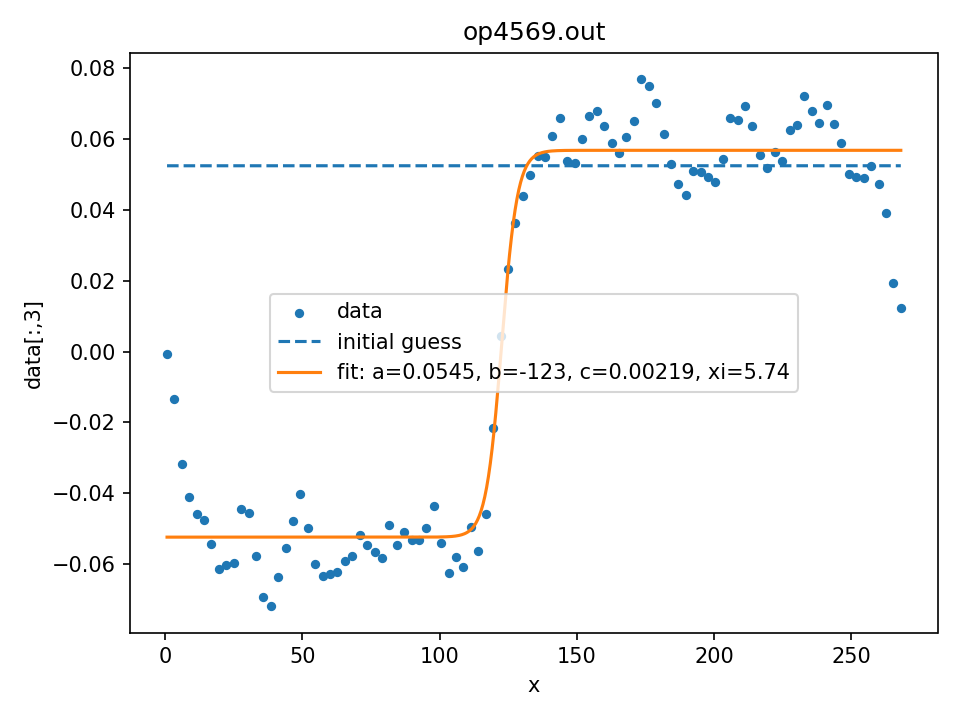 op4569.out
0.08
0.06
0.04
0.02
0.00
−0.02
−0.04
−0.06
data[:,3]
data
initial guess
fit: a=0.0545, b=-123, c=0.00219, xi=5.74
0 50 100 150 200 250
x